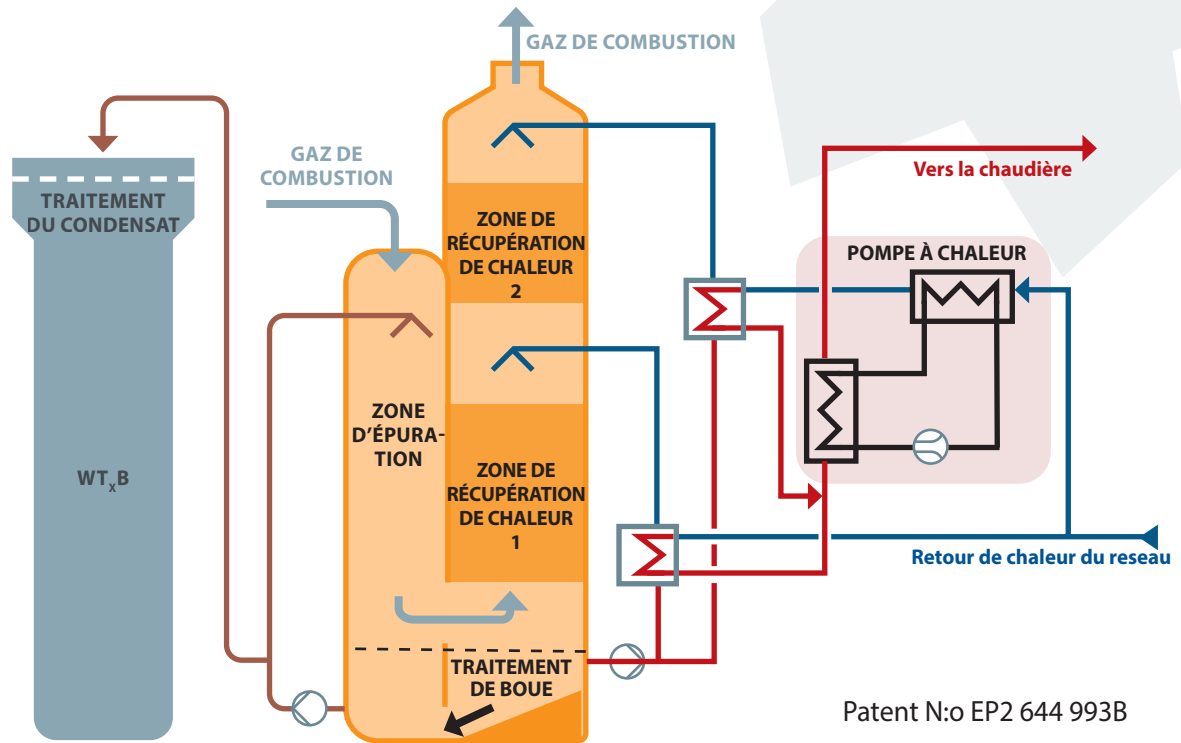 GAZ DE COMBUSTION
GAZ DE
COMBUSTION
TRAITEMENT
DU CONDENSAT
WTxB
ZONE DE
RÉCUPÉRATION
DE CHALEUR
2
ZONE
D'ÉPURA-
TION
ZONE DE
RÉCUPÉRATION
DE CHALEUR
1
TRAITEMENT
DE BOUE
Vers la chaudière
POMPE À CHALEUR
Retour de chaleur du reseau
Patent N:o EP2 644 993B